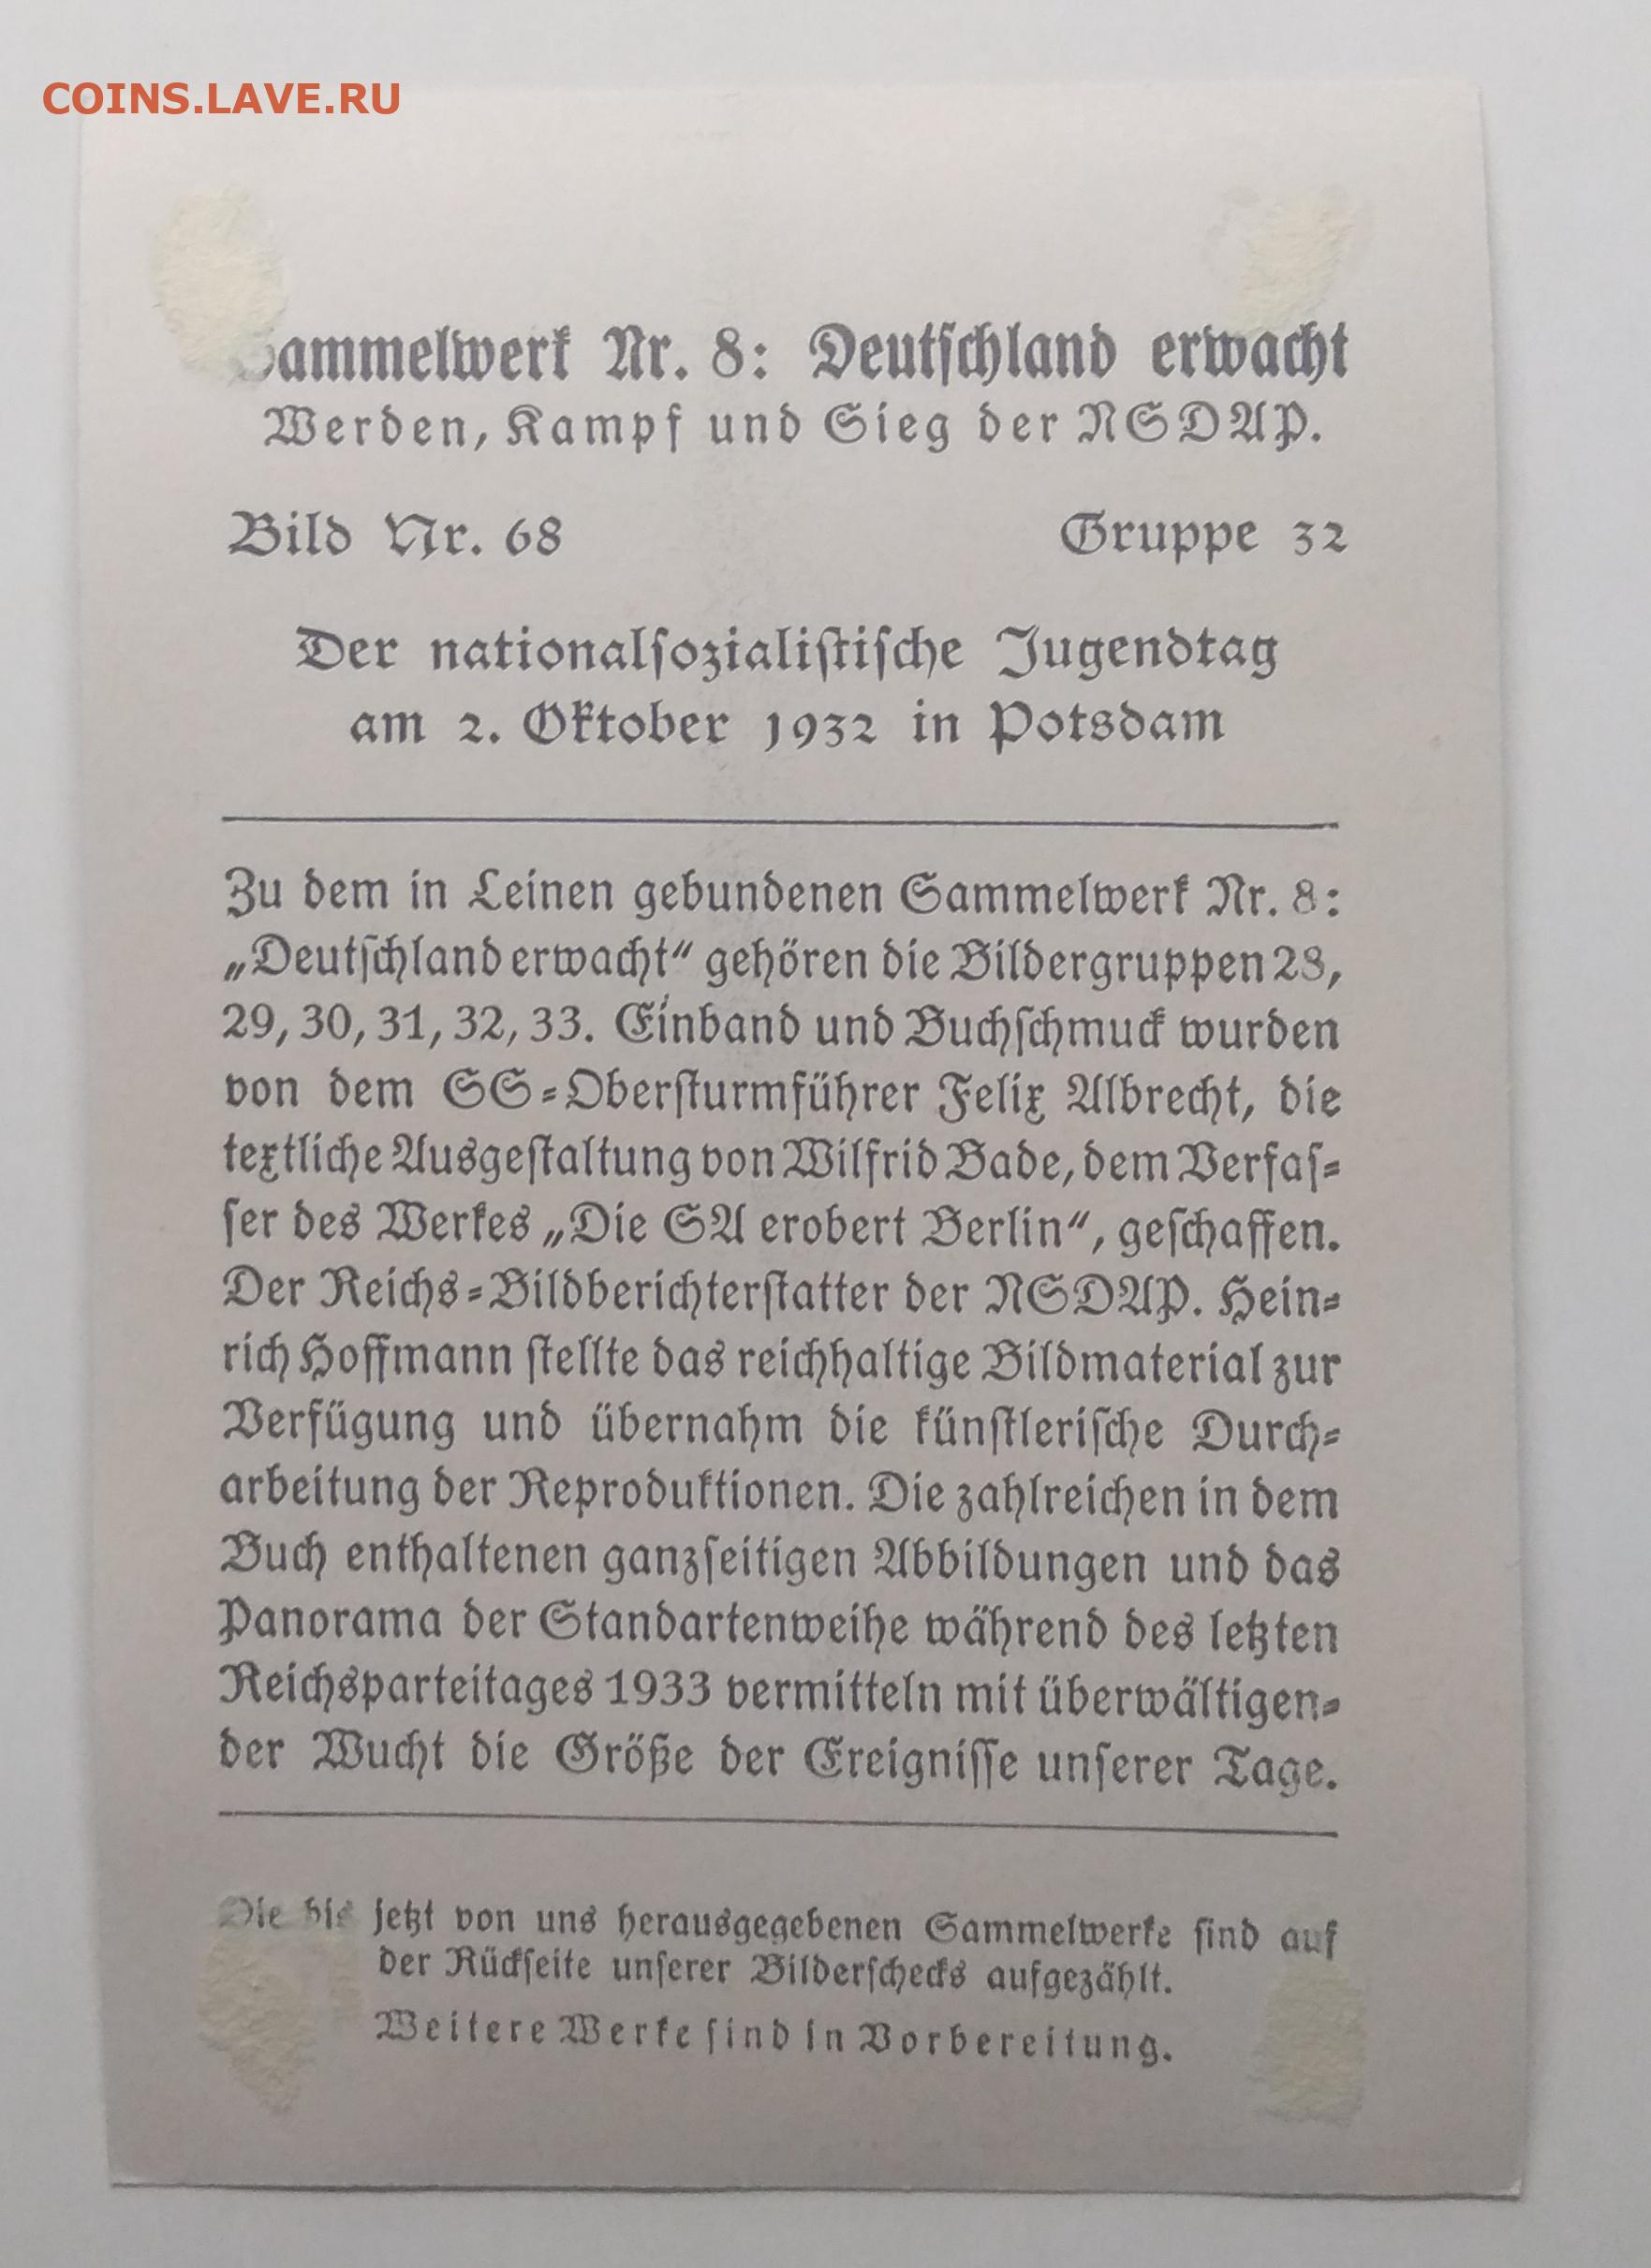 COINS.LAVE.RU
Sammelwerk Nr. 8: Deutschland erwacht
Werden, Kampf und Sieg der NSDAP.
Bild Nr. 68 Gruppe 32
Der nationalsozialistische Jugendtag
am 2. Oktober 1932 in Potsdam
Zu dem in Leinen gebundenen Sammelwerk Nr. 8:
„Deutschland erwacht“ gehören die Bildergruppen 28,
29, 30, 31, 32, 33. Einband und Buchschmuck wurden
von dem SS-Obersturmführer Felix Albrecht, die
textliche Ausgestaltung von Wilfrid Bade, dem Verfas-
ser des Werkes „Die SA erobert Berlin“, geschaffen.
Der Reichs-Bildberichterstatter der NSDAP. Hein-
rich Hoffmann stellte das reichhaltige Bildmaterial zur
Verfügung und übernahm die künstlerische Durch-
arbeitung der Reproduktionen. Die zahlreichen in dem
Buch enthaltenen ganzseitigen Abbildungen und das
Panorama der Standartenweihe während des letzten
Reichsparteitages 1933 vermitteln mit überwältigen-
der Wucht die Größe der Ereignisse unserer Tage.
Die bis jetzt von uns herausgegebenen Sammelwerke sind auf
der Rückseite unserer Bilderschecks aufgezählt.
Weitere Werke sind in Vorbereitung.